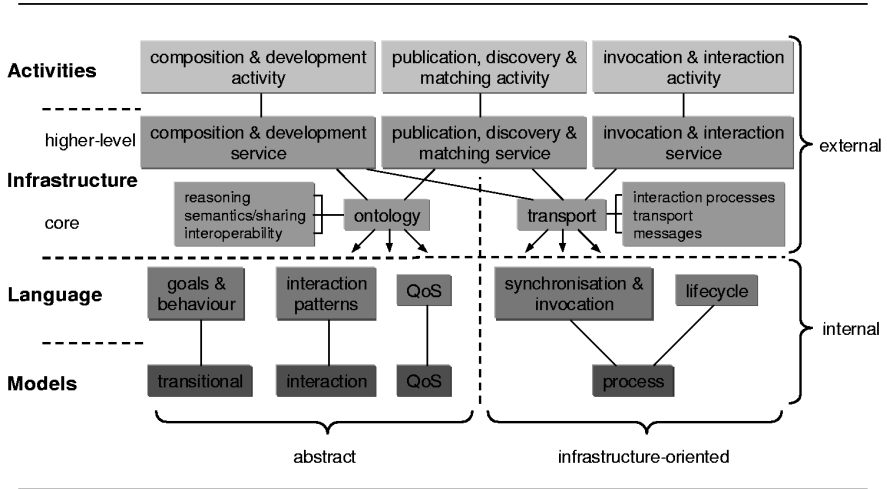 Activities
composition & development
activity
publication, discovery &
matching activity
invocation & interaction
activity
higher-level
composition & development
service
publication, discovery &
matching service
invocation & interaction
service
external
Infrastructure
core
reasoning
semantics/sharing
interoperability
ontology
transport
interaction processes
transport
messages
Language
goals &
behaviour
interaction
patterns
QoS
synchronisation &
invocation
lifecycle
internal
Models
transitional
interaction
QoS
process
abstract
infrastructure-oriented